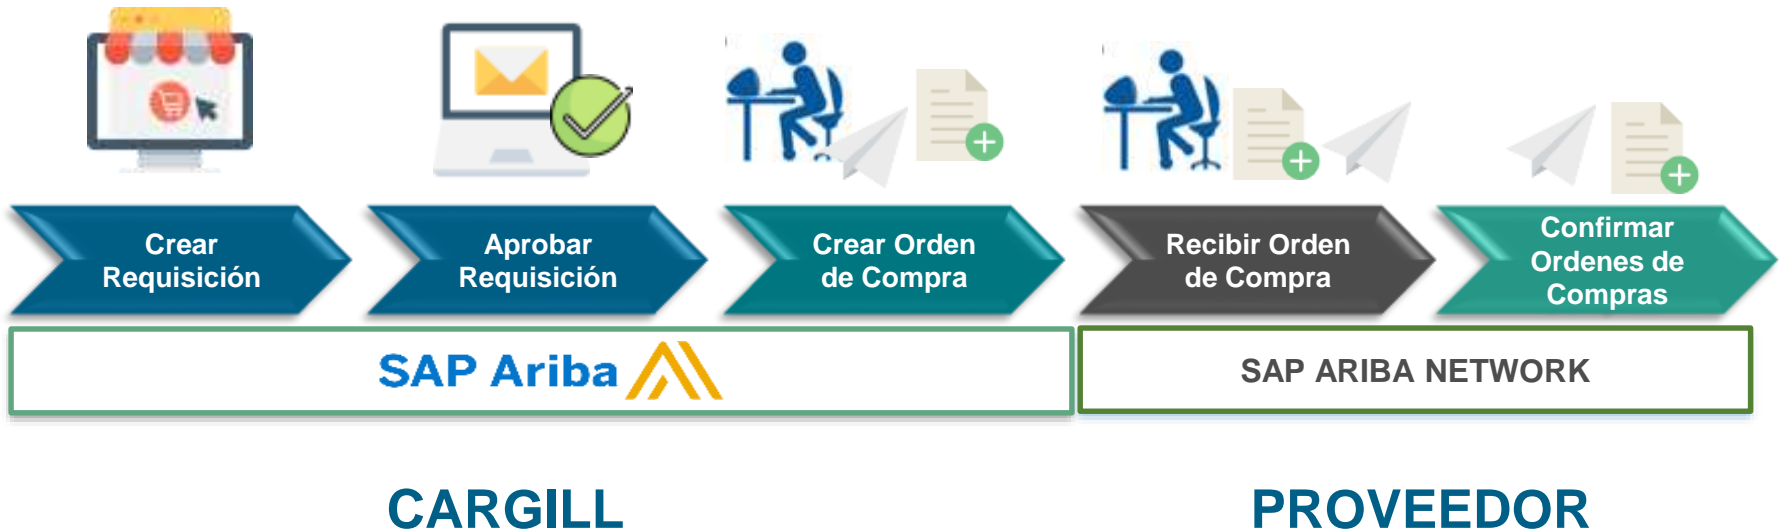 Crear
Requisición
Aprobar
Requisición
Crear Orden
de Compra
Recibir Orden
de Compra
Confirmar
Ordenes de
Compras
SAP Ariba
SAP ARIBA NETWORK
CARGILL
PROVEEDOR